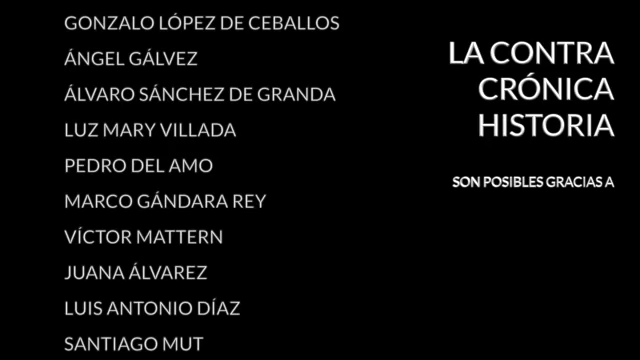 GONZALO LÓPEZ DE CEBALLOS
ÁNGEL GÁLVEZ
ÁLVARO SÁNCHEZ DE GRANDA
LUZ MARY VILLADA
PEDRO DEL AMO
MARCO GÁNDARA REY
VÍCTOR MATTERN
JUANA ÁLVAREZ
LUIS ANTONIO DÍAZ
SANTIAGO MUT
LA CONTRA
CRÓNICA
HISTORIA
SON POSIBLES GRACIAS A